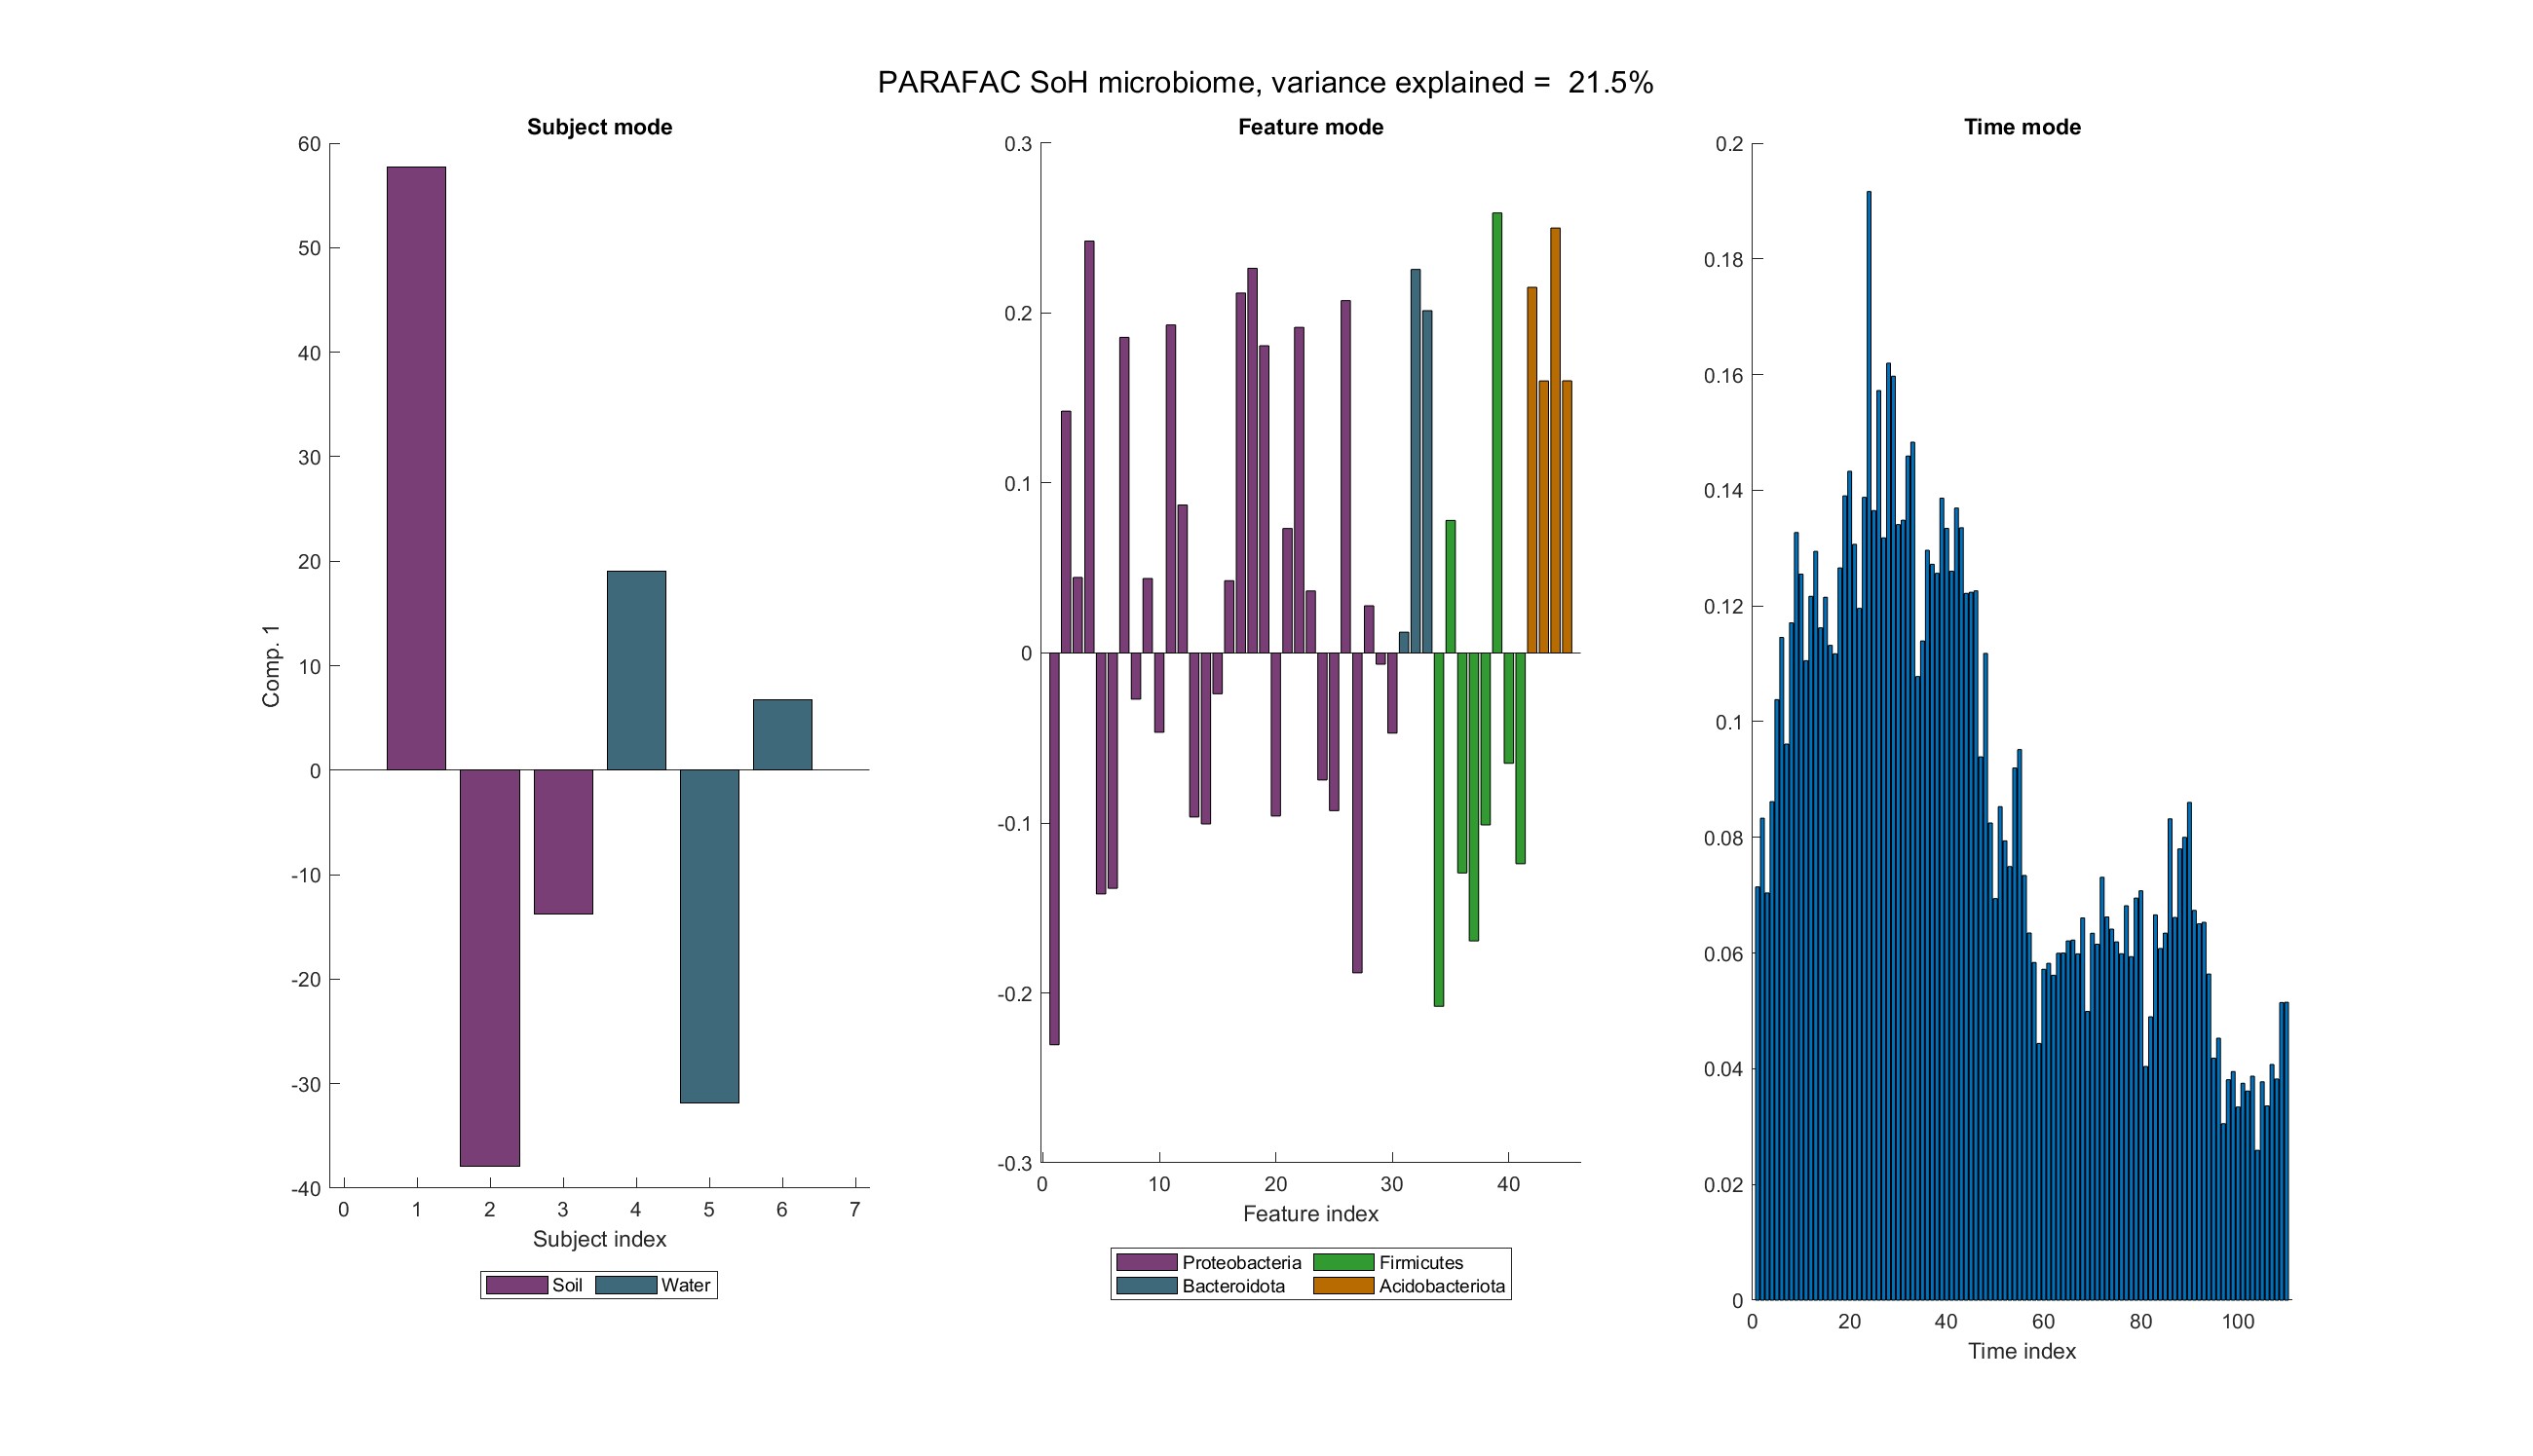 PARAFAC SoH microbiome, variance explained =  21.5%
Subject mode
60
50
40
30
20
10
0
-10
-20
-30
-40
Comp. 1
0 1 2 3 4 5 6 7
Subject index
Soil Water
Feature mode
0.3
0.2
0.1
0
-0.1
-0.2
-0.3
0 10 20 30 40
Feature index
Proteobacteria Firmicutes
Bacteroidota Acidobacteriota
Time mode
0.2
0.18
0.16
0.14
0.12
0.1
0.08
0.06
0.04
0.02
0
0 20 40 60 80 100
Time index